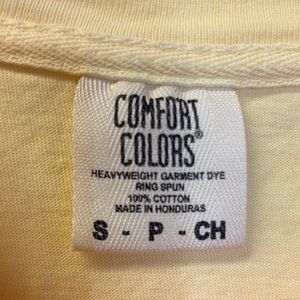 COMFORT
COLORS®
HEAVYWEIGHT GARMENT DYE
RING SPUN
100% COTTON
MADE IN HONDURAS
S - P - CH